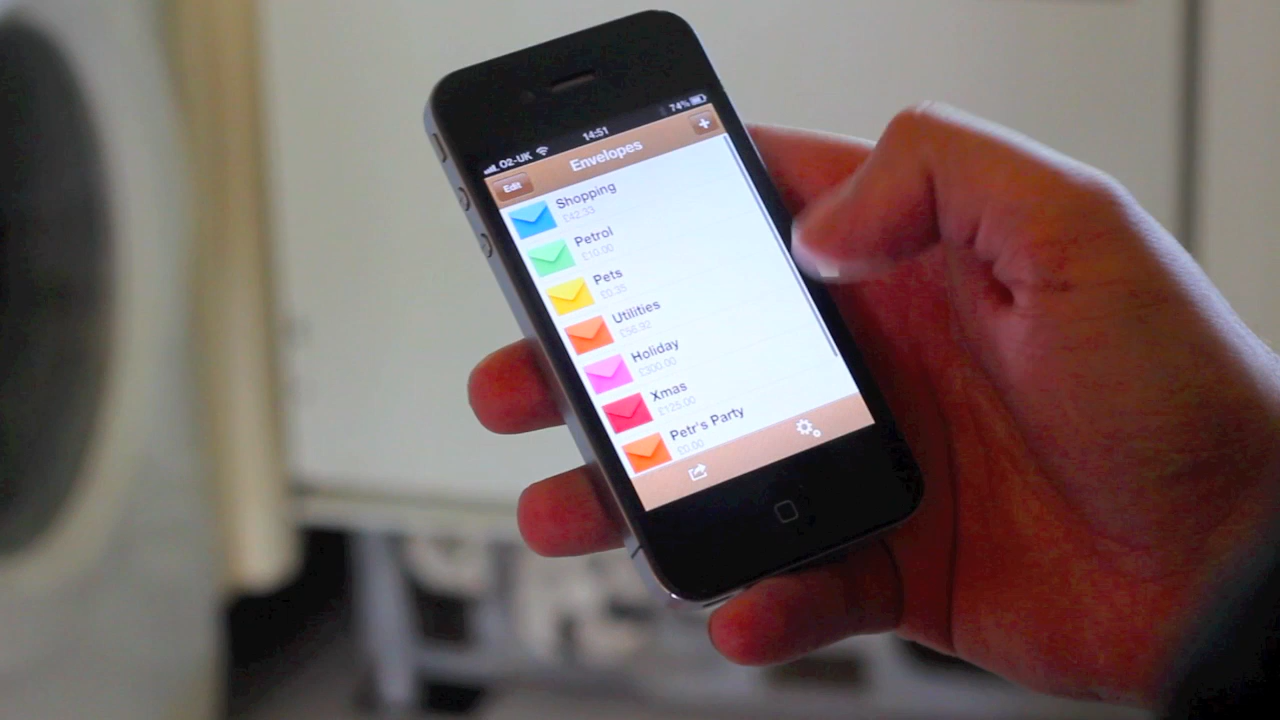 O2-UK 14:51 74%
Edit Envelopes +
Shopping
£42.33
Petrol
£10.00
Pets
£0.35
Utilities
£56.92
Holiday
£300.00
Xmas
£125.00
Petr's Party
£0.00